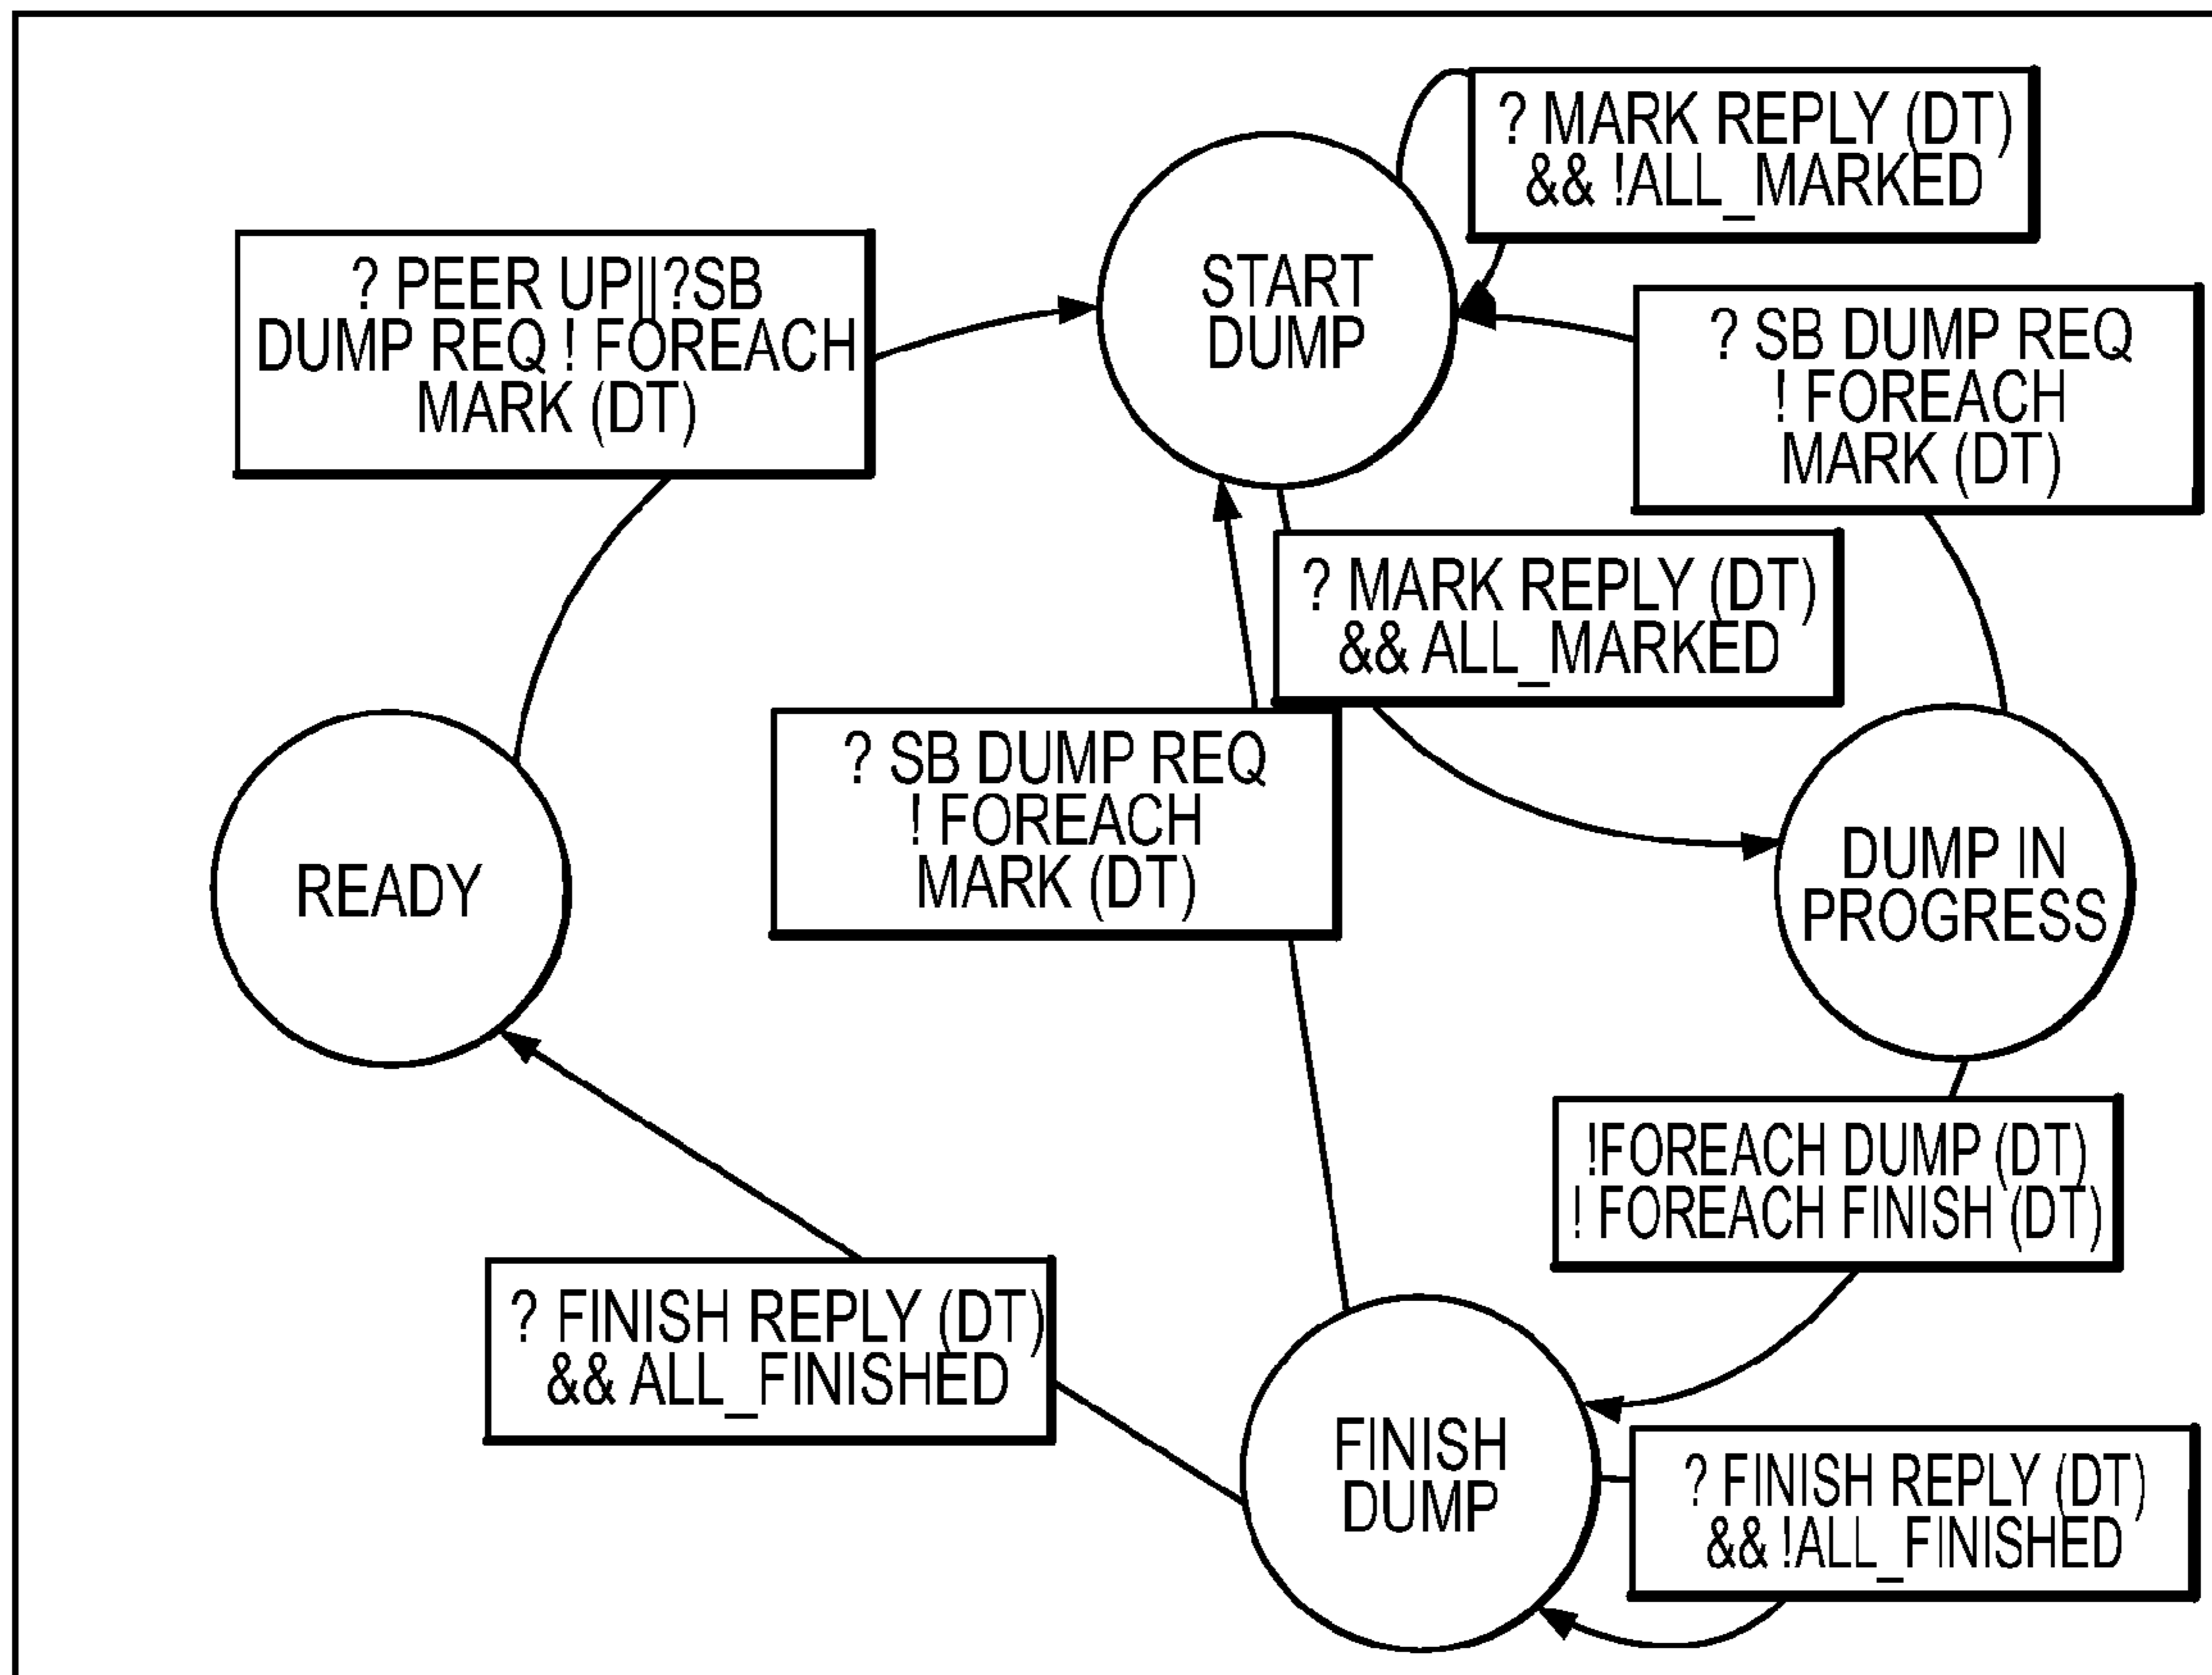 ? MARK REPLY (DT)
&& !ALL_MARKED
? PEER UP||?SB
DUMP REQ ! FOREACH
MARK (DT)
START
DUMP
? SB DUMP REQ
! FOREACH
MARK (DT)
? MARK REPLY (DT)
&& ALL_MARKED
? SB DUMP REQ
! FOREACH
MARK (DT)
READY
DUMP IN
PROGRESS
!FOREACH DUMP (DT)
! FOREACH FINISH (DT)
? FINISH REPLY (DT)
&& ALL_FINISHED
FINISH
DUMP
? FINISH REPLY (DT)
&& !ALL_FINISHED